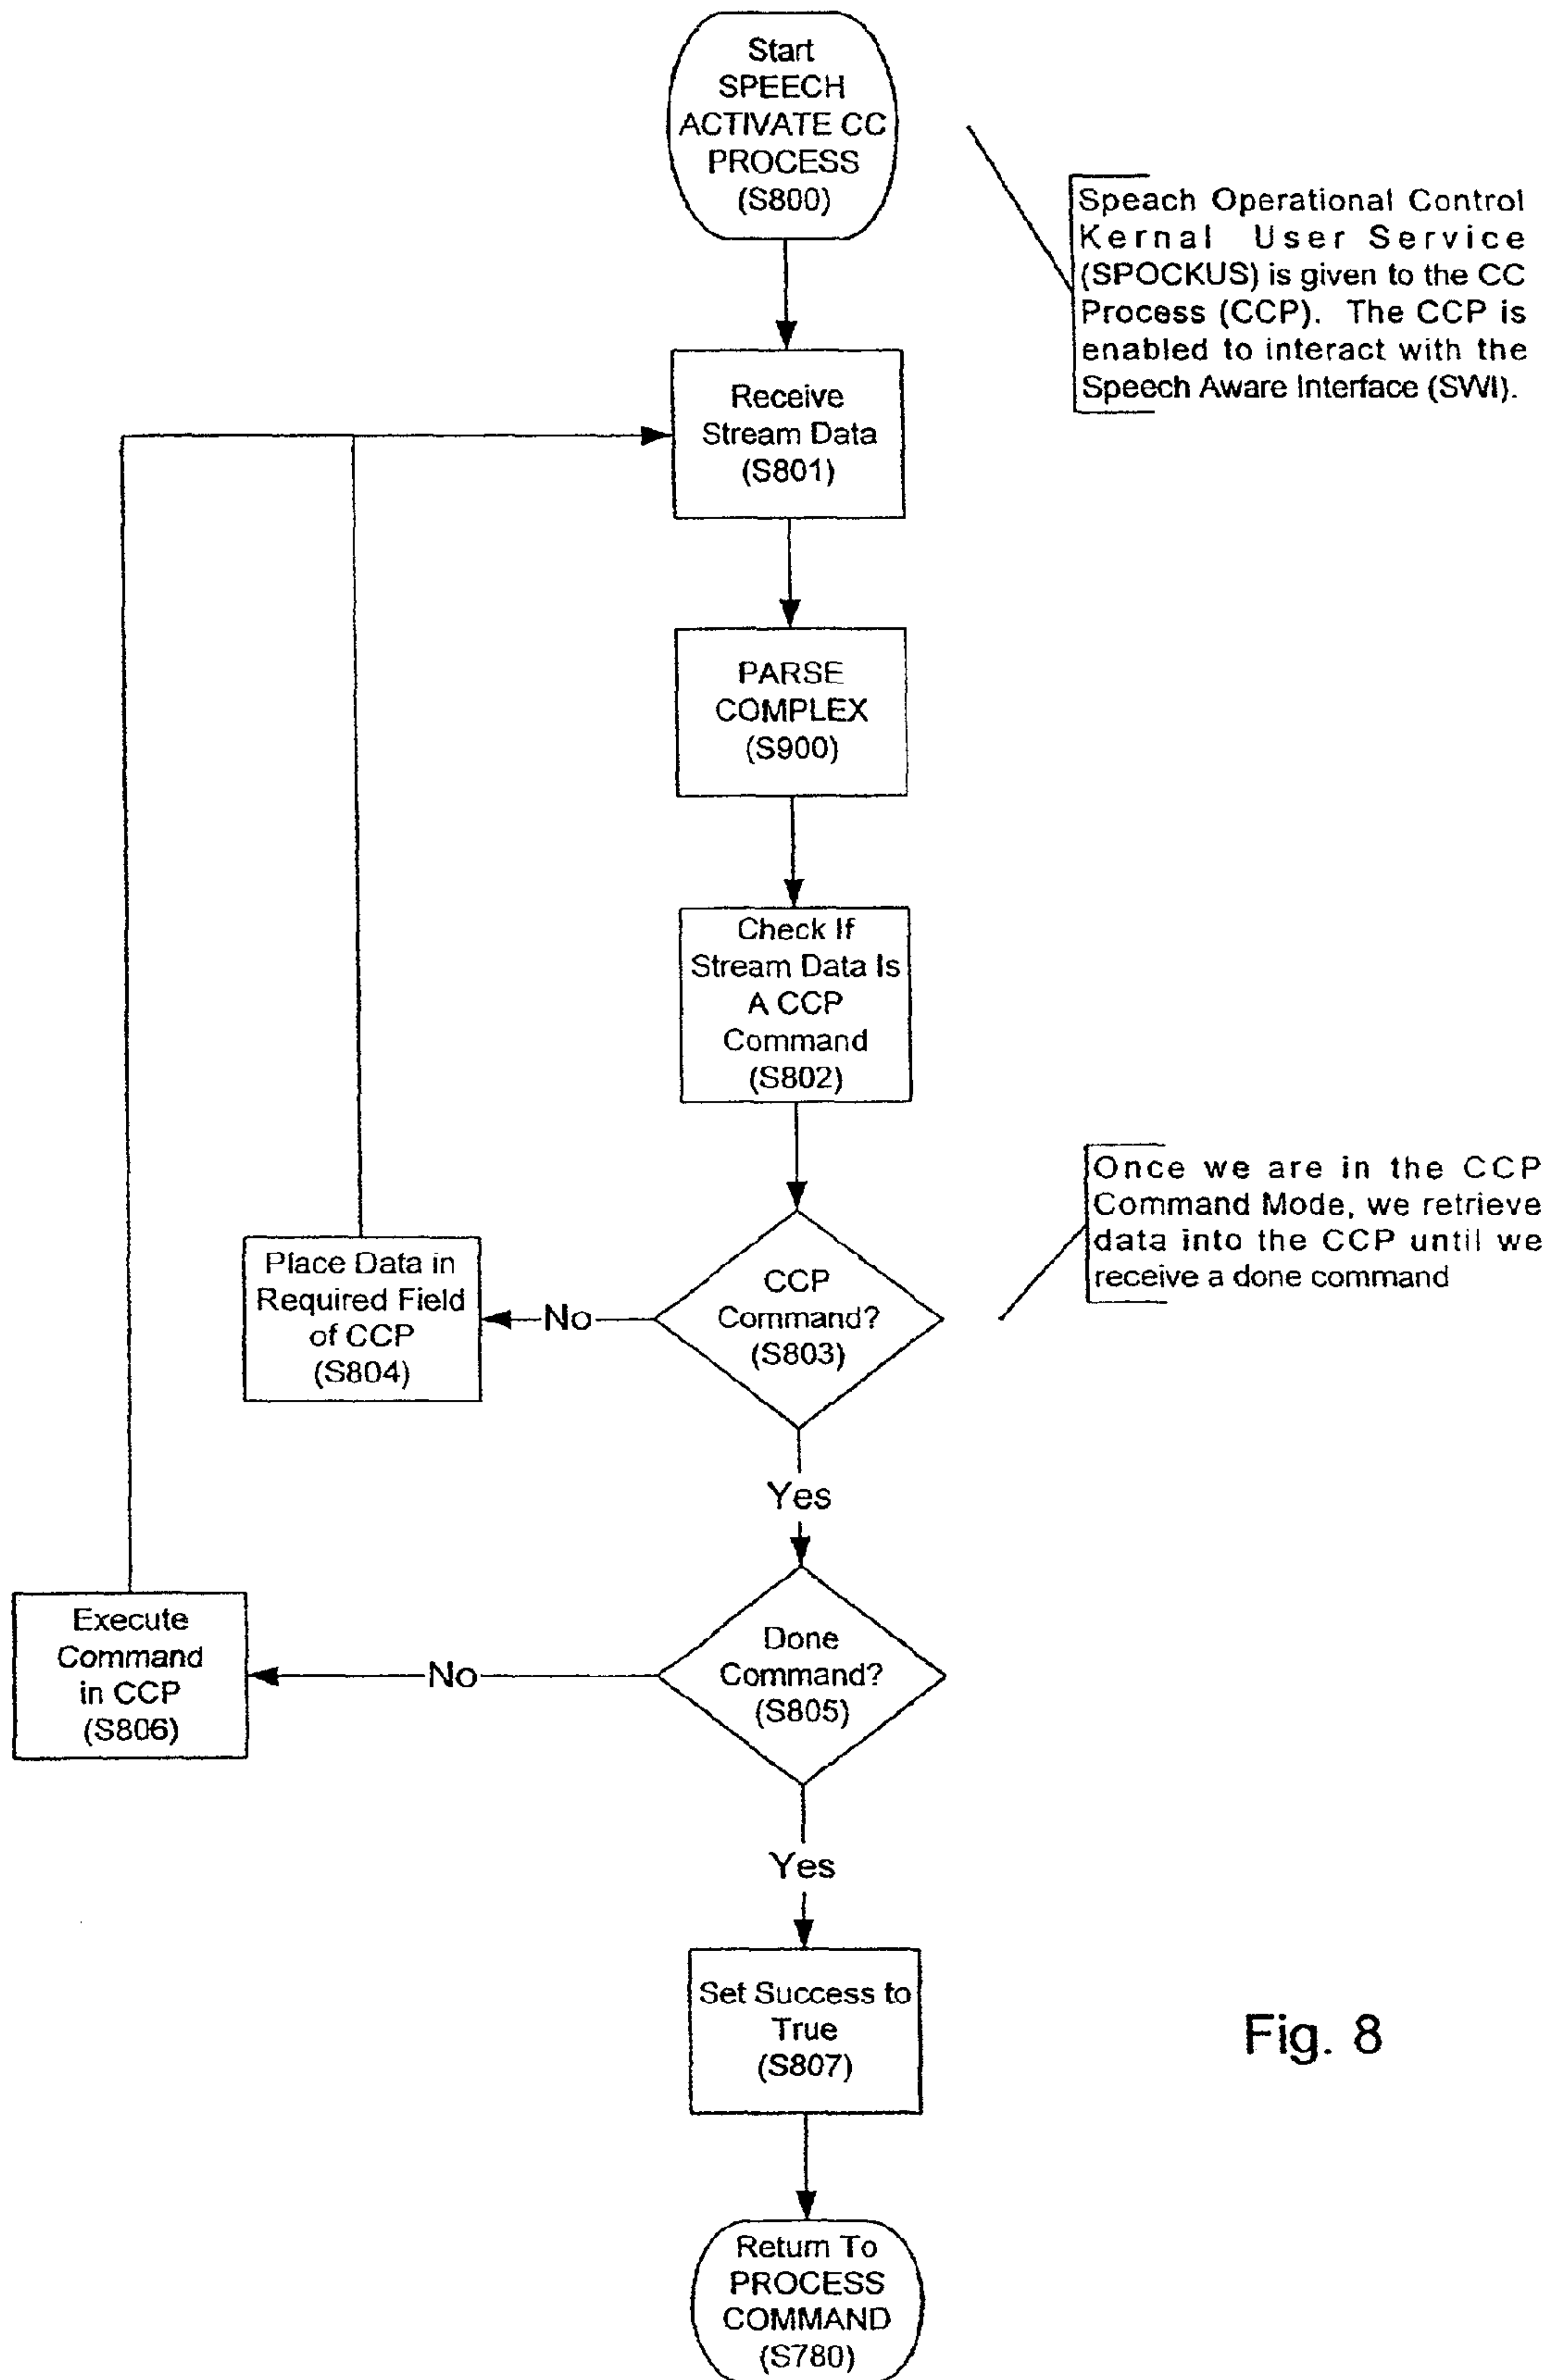 Start
SPEECH
ACTIVATE CC
PROCESS
(S800)
Speach Operational Control
Kernal User Service
(SPOCKUS) is given to the CC
Process (CCP). The CCP is
enabled to interact with the
Speech Aware Interface (SWI).
Receive
Stream Data
(S801)
PARSE
COMPLEX
(S900)
Check If
Stream Data Is
A CCP
Command
(S802)
Once we are in the CCP
Command Mode, we retrieve
data into the CCP until we
receive a done command
CCP
Command?
(S803)
No
Place Data in
Required Field
of CCP
(S804)
Yes
Done
Command?
(S805)
No
Execute
Command
in CCP
(S806)
Yes
Set Success to
True
(S807)
Fig. 8
Return To
PROCESS
COMMAND
(S780)